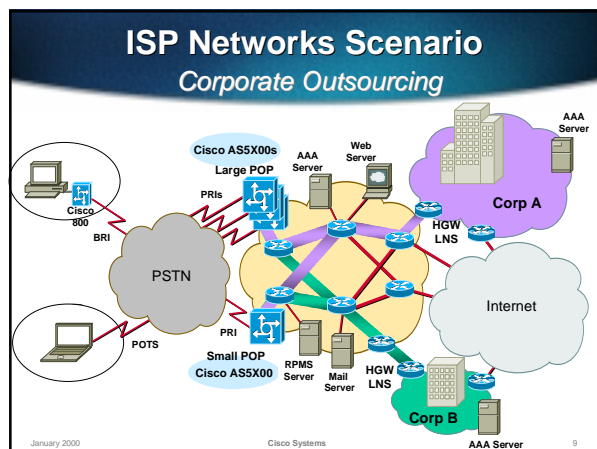 ISP Networks Scenario
Corporate Outsourcing
Cisco AS5X00s
Large POP
AAA
Server
Web
Server
AAA
Server
Corp A
PRIs
Cisco
800
BRI
HGW
LNS
PSTN
Internet
PRI
POTS
Small POP
Cisco AS5X00
RPMS
Server
Mail
Server
HGW
LNS
Corp B
AAA Server
January 2000
Cisco Systems
9